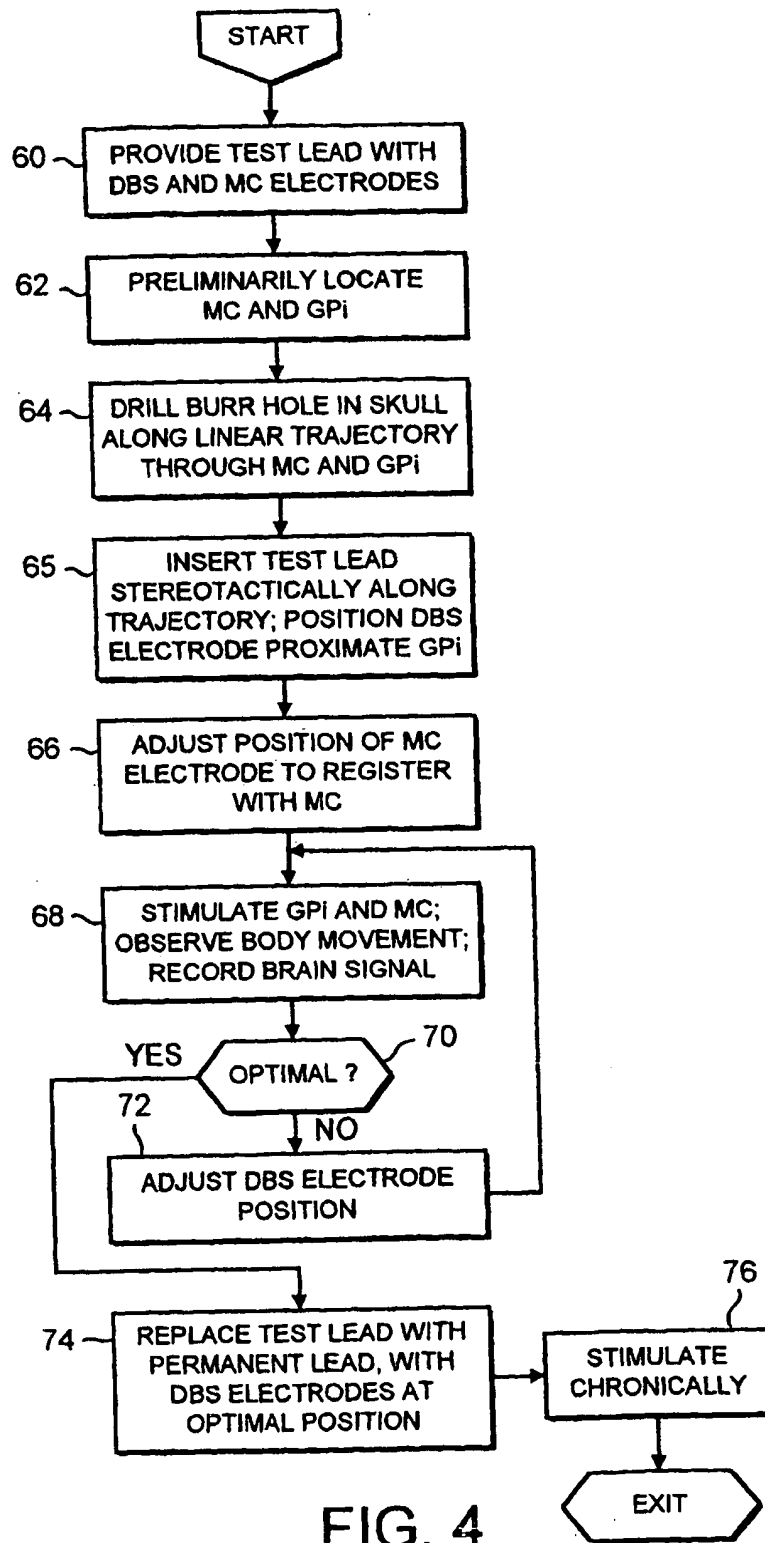 START
60
PROVIDE TEST LEAD WITH
DBS AND MC ELECTRODES
62
PRELIMINARILY LOCATE
MC AND GPi
64
DRILL BURR HOLE IN SKULL
ALONG LINEAR TRAJECTORY
THROUGH MC AND GPi
65
INSERT TEST LEAD
STEREOTACTICALLY ALONG
TRAJECTORY; POSITION DBS
ELECTRODE PROXIMATE GPi
66
ADJUST POSITION OF MC
ELECTRODE TO REGISTER
WITH MC
68
STIMULATE GPi AND MC;
OBSERVE BODY MOVEMENT;
RECORD BRAIN SIGNAL
70
YES
OPTIMAL ?
72
NO
ADJUST DBS ELECTRODE
POSITION
74
REPLACE TEST LEAD WITH
PERMANENT LEAD, WITH
DBS ELECTRODES AT
OPTIMAL POSITION
76
STIMULATE
CHRONICALLY
EXIT
FIG. 4